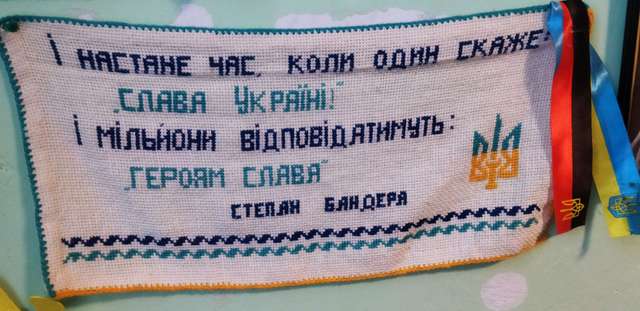 І НАСТАНЕ ЧАС, КОЛИ ОДИН СКАЖЕ:
„СЛАВА УКРАЇНІ!"
І МІЛЬЙОНИ ВІДПОВІДАТИМУТЬ:
„ГЕРОЯМ СЛАВА"
СТЕПАН БАНДЕРА